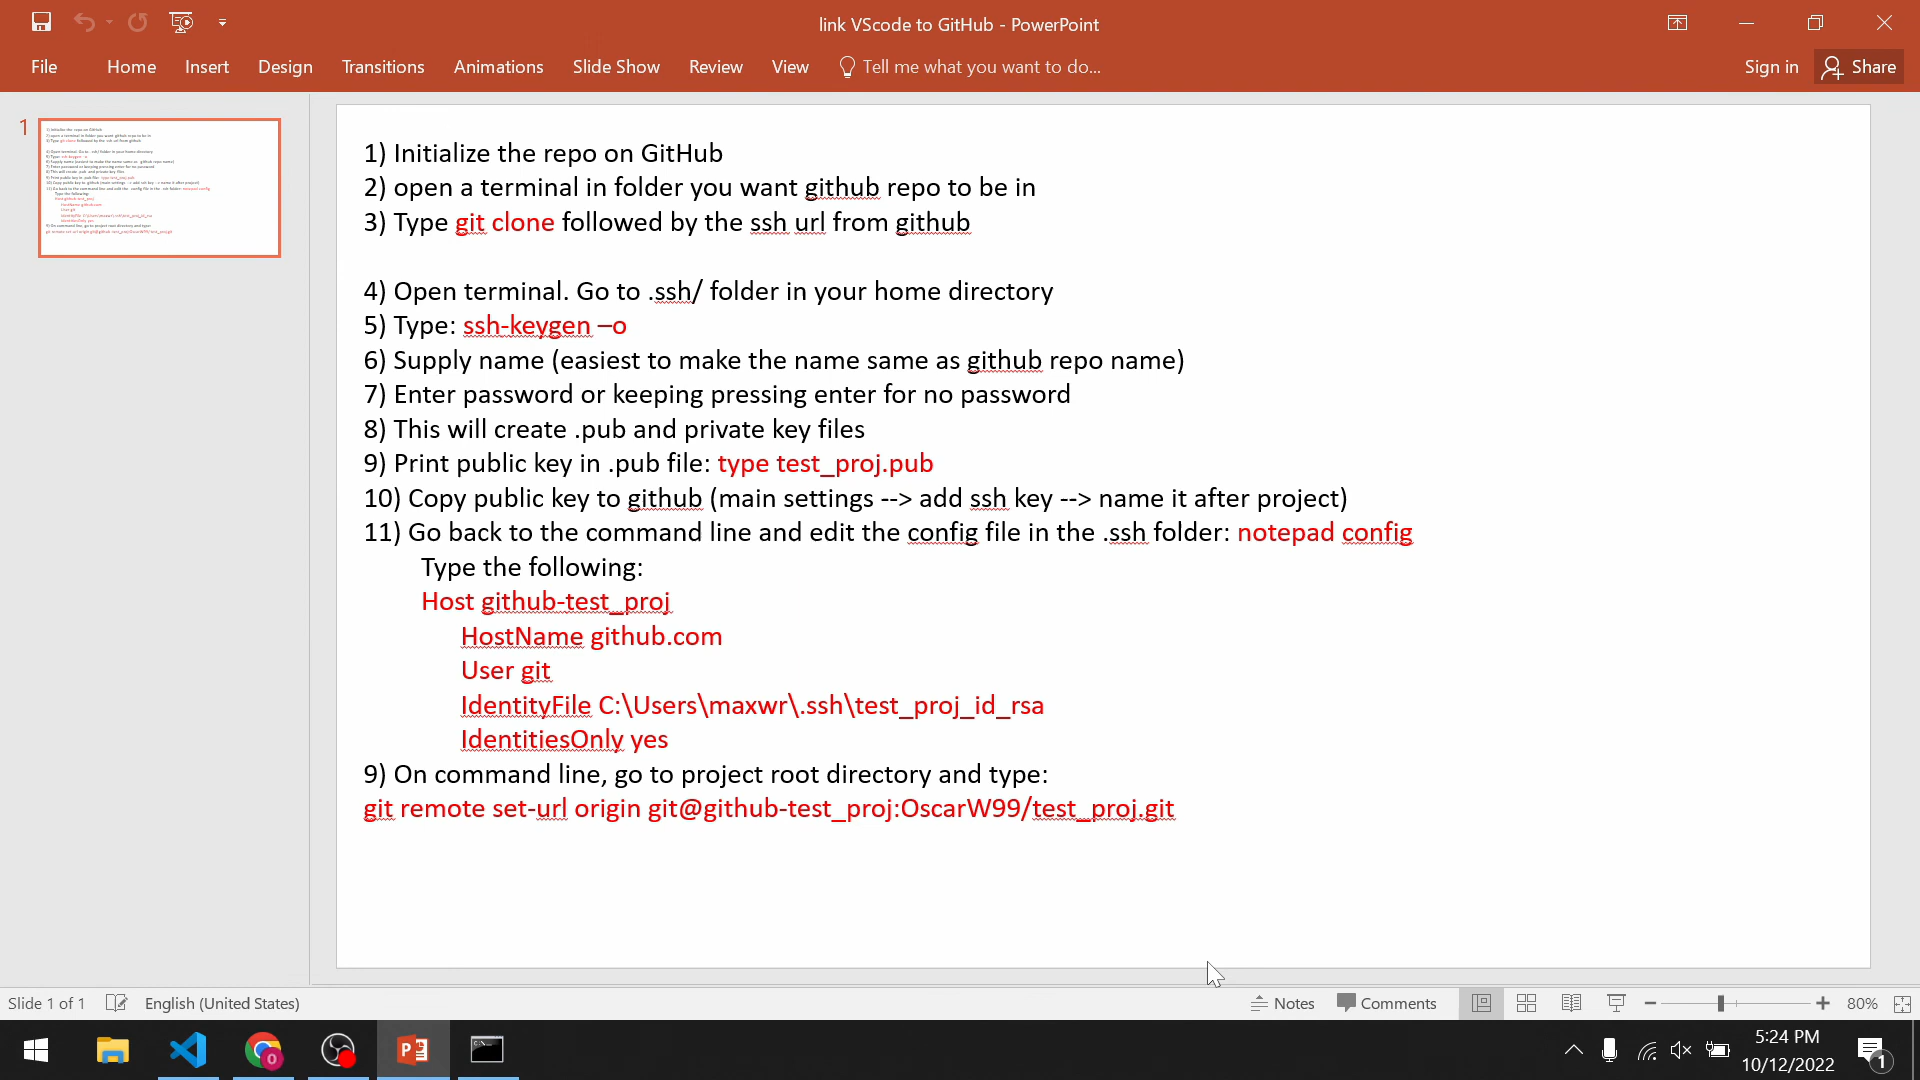 link VScode to GitHub - PowerPoint
File Home Insert Design Transitions Animations Slide Show Review View Tell me what you want to do... Sign in Share
1
1) Initialize the repo on GitHub
2) open a terminal in folder you want github repo to be in
3) Type git clone followed by the ssh url from github
4) Open terminal. Go to .ssh/ folder in your home directory
5) Type: ssh-keygen –o
6) Supply name (easiest to make the name same as github repo name)
7) Enter password or keeping pressing enter for no password
8) This will create .pub and private key files
9) Print public key in .pub file: type test_proj.pub
10) Copy public key to github (main settings --> add ssh key --> name it after project)
11) Go back to the command line and edit the config file in the .ssh folder: notepad config
Type the following:
Host github-test_proj
HostName github.com
User git
IdentityFile C:\Users\maxwr\.ssh\test_proj_id_rsa
IdentitiesOnly yes
9) On command line, go to project root directory and type:
git remote set-url origin git@github-test_proj:OscarW99/test_proj.git
Slide 1 of 1 English (United States) Notes Comments 80%
5:24 PM
10/12/2022
1